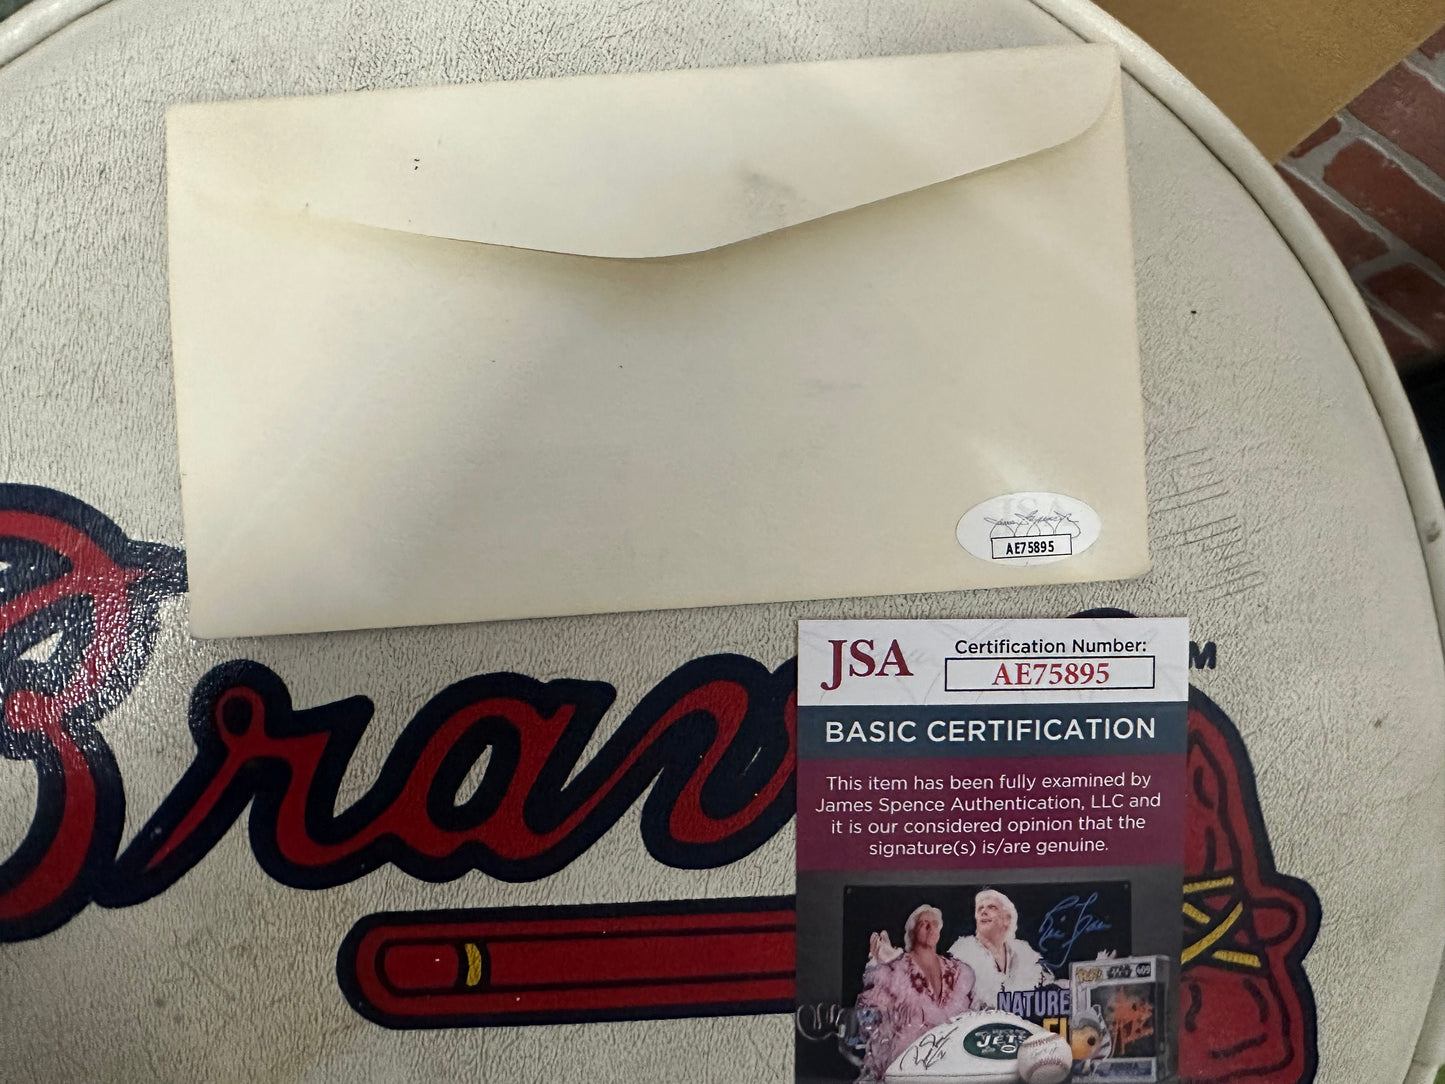 JSA
AE75895
JSA
Certification Number:
AE75895
BASIC CERTIFICATION
This item has been fully examined by
James Spence Authentication, LLC and
it is our considered opinion that the
signature(s) is/are genuine.
Brav
M
NATURE
JETS